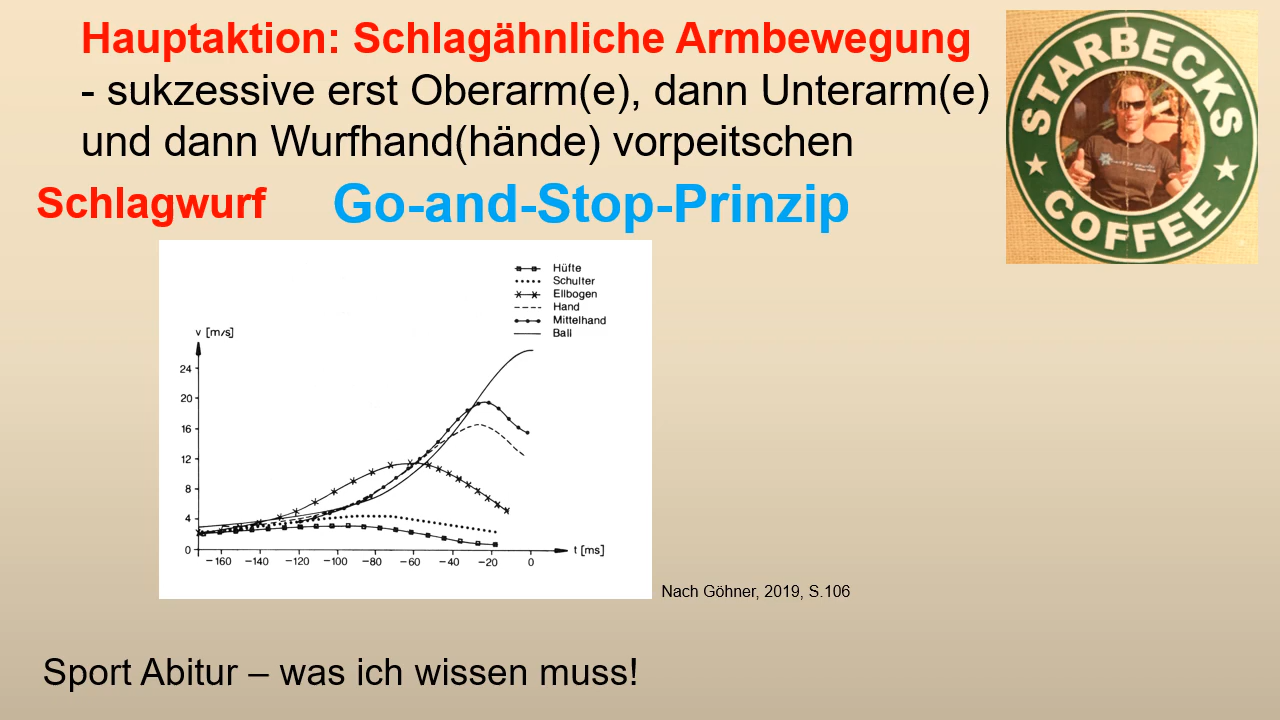 Hauptaktion: Schlagähnliche Armbewegung
- sukzessive erst Oberarm(e), dann Unterarm(e)
und dann Wurfhand(hände) vorpeitschen
STARBECKS
COFFEE
Schlagwurf
Go-and-Stop-Prinzip
Hüfte
Schulter
Ellbogen
Hand
Mittelhand
Ball
v [m/s]
24
20
16
12
8
4
0
−160 −140 −120 −100 −80 −60 −40 −20 0
t [ms]
Nach Göhner, 2019, S.106
Sport Abitur – was ich wissen muss!